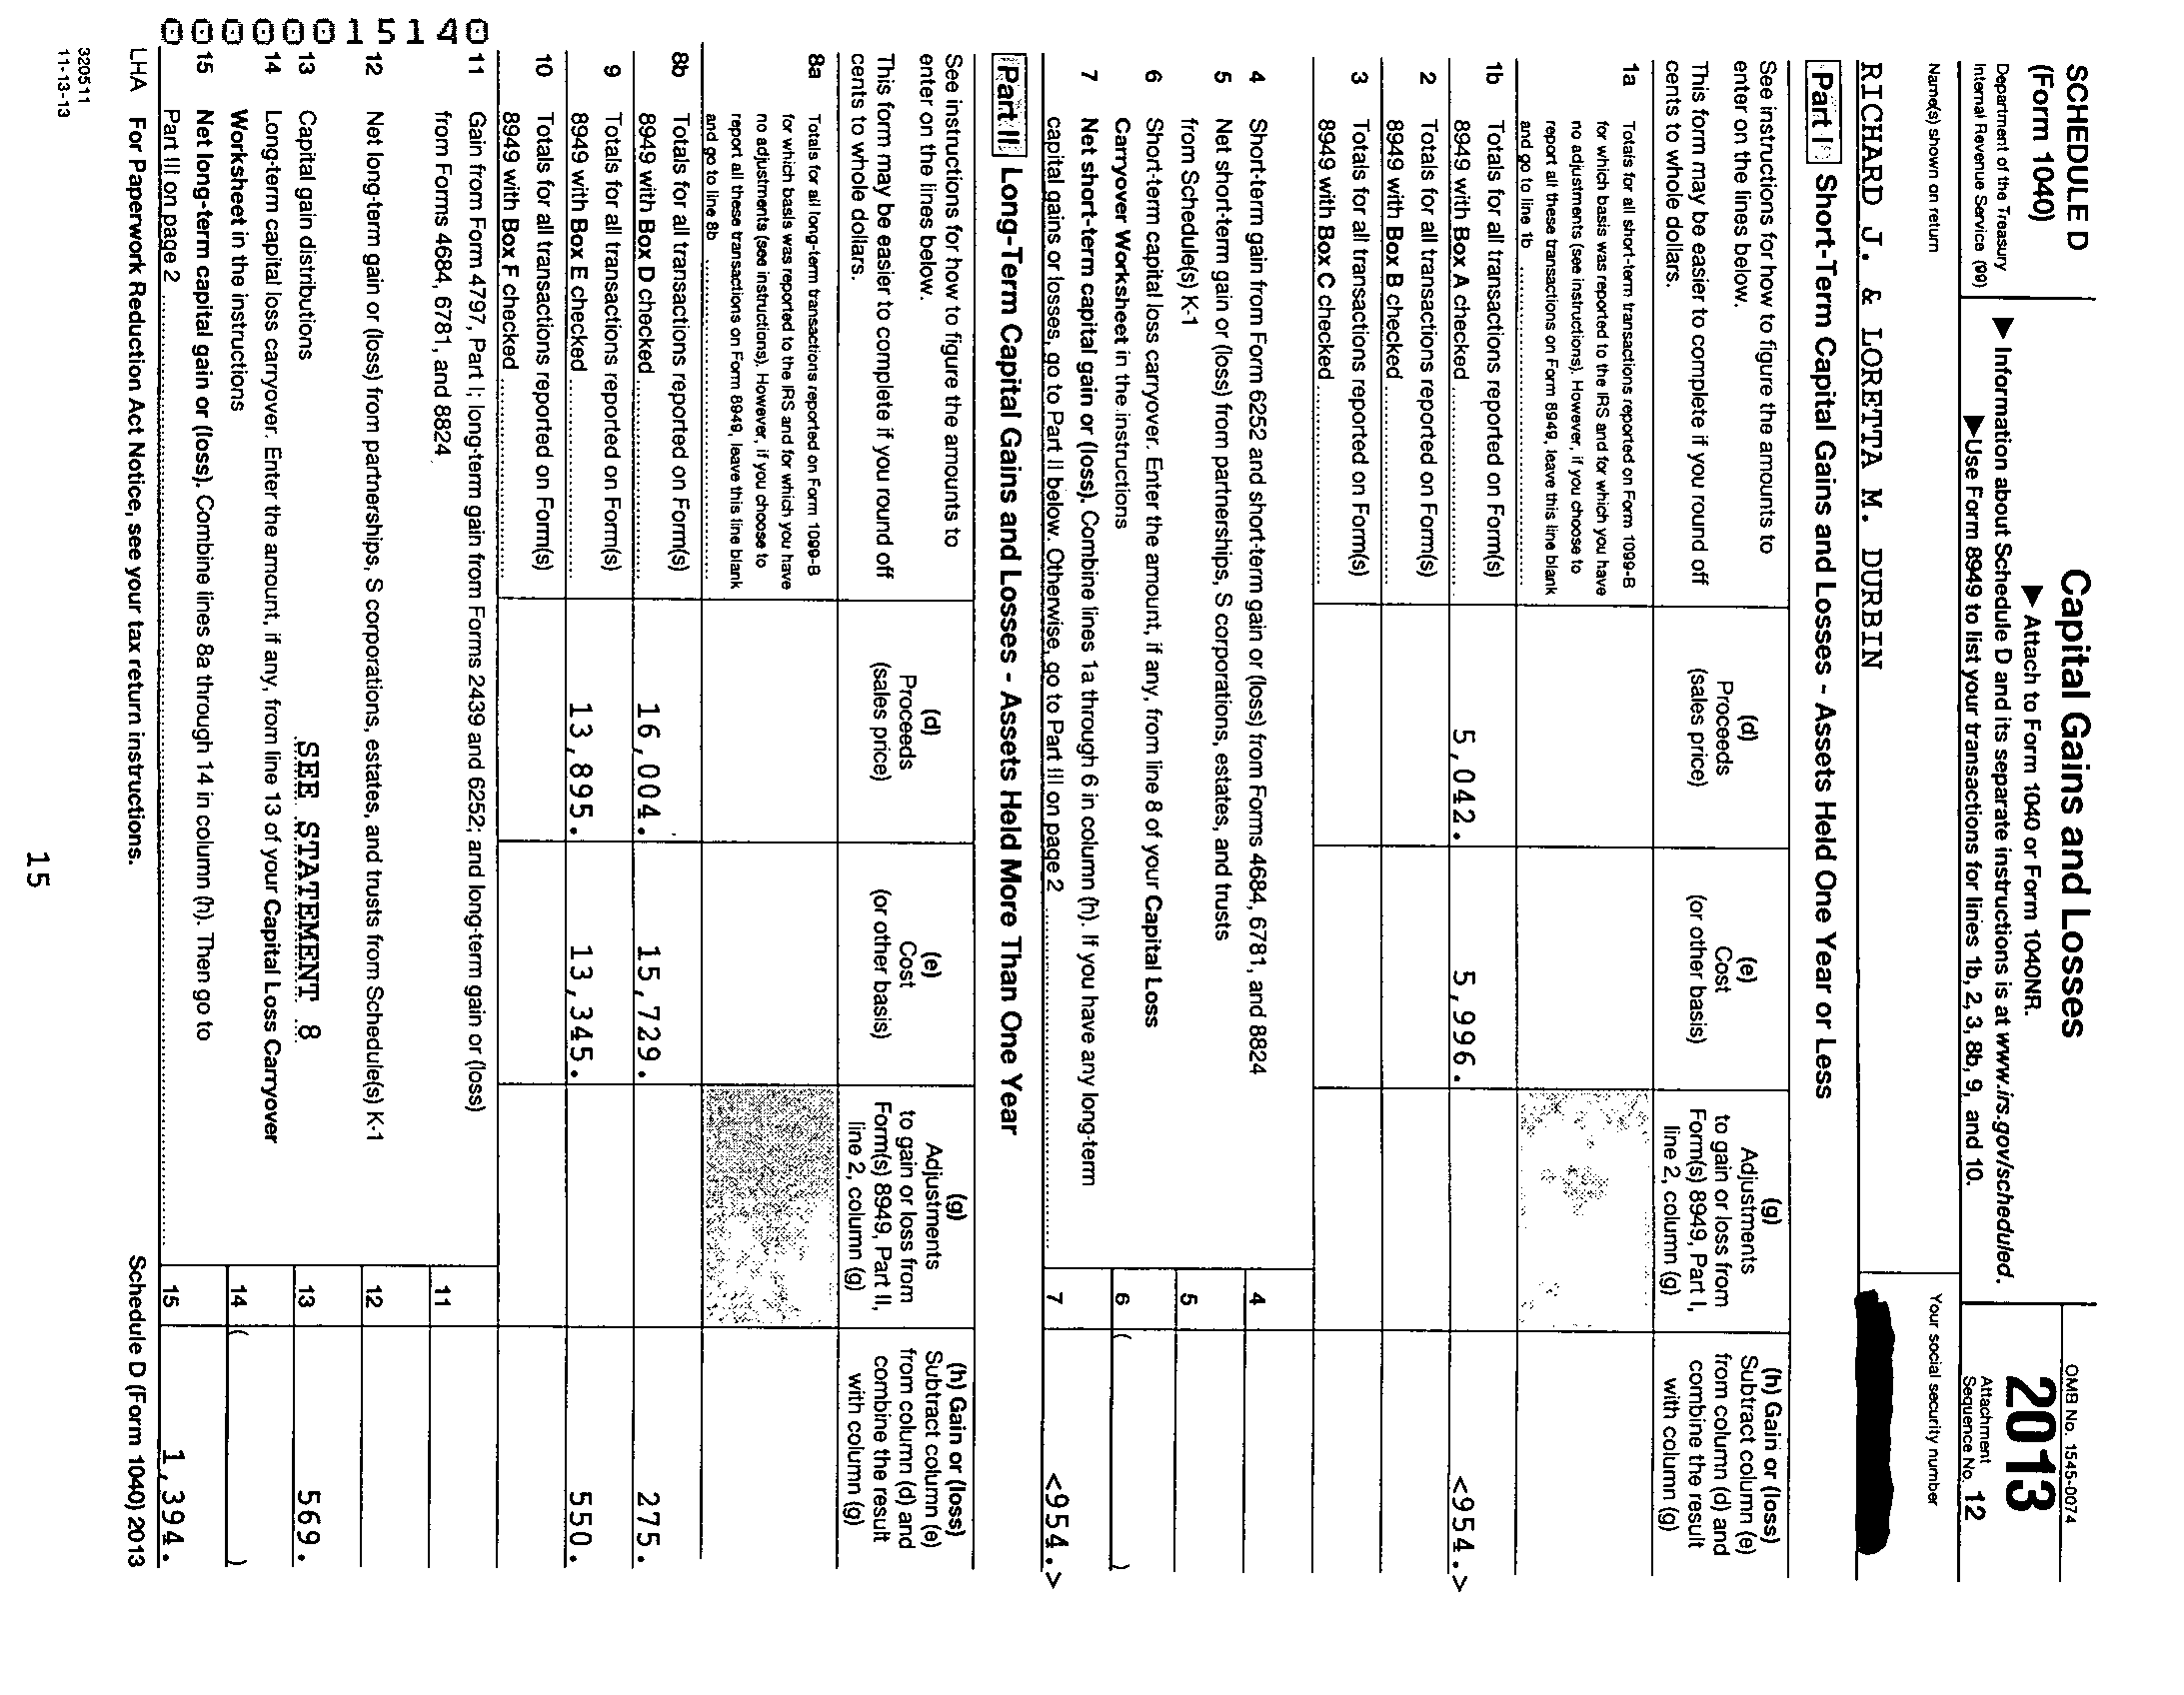 SCHEDULE D
(Form 1040)
Department of the Treasury
Internal Revenue Service (99)
Capital Gains and Losses
▶ Attach to Form 1040 or Form 1040NR.
▶ Information about Schedule D and its separate instructions is at www.irs.gov/scheduled.
▶Use Form 8949 to list your transactions for lines 1b, 2, 3, 8b, 9, and 10.
OMB No. 1545-0074
2013
Attachment
Sequence No. 12
Name(s) shown on return
Your social security number
RICHARD J. & LORETTA M. DURBIN
Part I Short-Term Capital Gains and Losses - Assets Held One Year or Less
See instructions for how to figure the amounts to
enter on the lines below.
This form may be easier to complete if you round off
cents to whole dollars.
(d)
Proceeds
(sales price)
(e)
Cost
(or other basis)
(g)
Adjustments
to gain or loss from
Form(s) 8949, Part I,
line 2, column (g)
(h) Gain or (loss)
Subtract column (e)
from column (d) and
combine the result
with column (g)
1a Totals for all short-term transactions reported on Form 1099-B
for which basis was reported to the IRS and for which you have
no adjustments (see instructions). However, if you choose to
report all these transactions on Form 8949, leave this line blank
and go to line 1b
1b Totals for all transactions reported on Form(s)
8949 with Box A checked 5,042. 5,996. <954.>
2 Totals for all transactions reported on Form(s)
8949 with Box B checked
3 Totals for all transactions reported on Form(s)
8949 with Box C checked
4 Short-term gain from Form 6252 and short-term gain or (loss) from Forms 4684, 6781, and 8824 4
5 Net short-term gain or (loss) from partnerships, S corporations, estates, and trusts
from Schedule(s) K-1 5
6 Short-term capital loss carryover. Enter the amount, if any, from line 8 of your Capital Loss
Carryover Worksheet in the instructions 6 ( )
7 Net short-term capital gain or (loss). Combine lines 1a through 6 in column (h). If you have any long-term
capital gains or losses, go to Part II below. Otherwise, go to Part III on page 2 7 <954.>
Part II Long-Term Capital Gains and Losses - Assets Held More Than One Year
See instructions for how to figure the amounts to
enter on the lines below.
This form may be easier to complete if you round off
cents to whole dollars.
(d)
Proceeds
(sales price)
(e)
Cost
(or other basis)
(g)
Adjustments
to gain or loss from
Form(s) 8949, Part II,
line 2, column (g)
(h) Gain or (loss)
Subtract column (e)
from column (d) and
combine the result
with column (g)
8a Totals for all long-term transactions reported on Form 1099-B
for which basis was reported to the IRS and for which you have
no adjustments (see instructions). However, if you choose to
report all these transactions on Form 8949, leave this line blank
and go to line 8b
8b Totals for all transactions reported on Form(s)
8949 with Box D checked 16,004. 15,729. 275.
9 Totals for all transactions reported on Form(s)
8949 with Box E checked 13,895. 13,345. 550.
10 Totals for all transactions reported on Form(s)
8949 with Box F checked
11 Gain from Form 4797, Part I; long-term gain from Forms 2439 and 6252; and long-term gain or (loss)
from Forms 4684, 6781, and 8824 11
12 Net long-term gain or (loss) from partnerships, S corporations, estates, and trusts from Schedule(s) K-1 12
13 Capital gain distributions SEE STATEMENT 8 13 569.
14 Long-term capital loss carryover. Enter the amount, if any, from line 13 of your Capital Loss Carryover
Worksheet in the instructions 14 ( )
15 Net long-term capital gain or (loss). Combine lines 8a through 14 in column (h). Then go to
Part III on page 2 15 1,394.
LHA For Paperwork Reduction Act Notice, see your tax return instructions. Schedule D (Form 1040) 2013
320511
11-13-13
15
00000015140